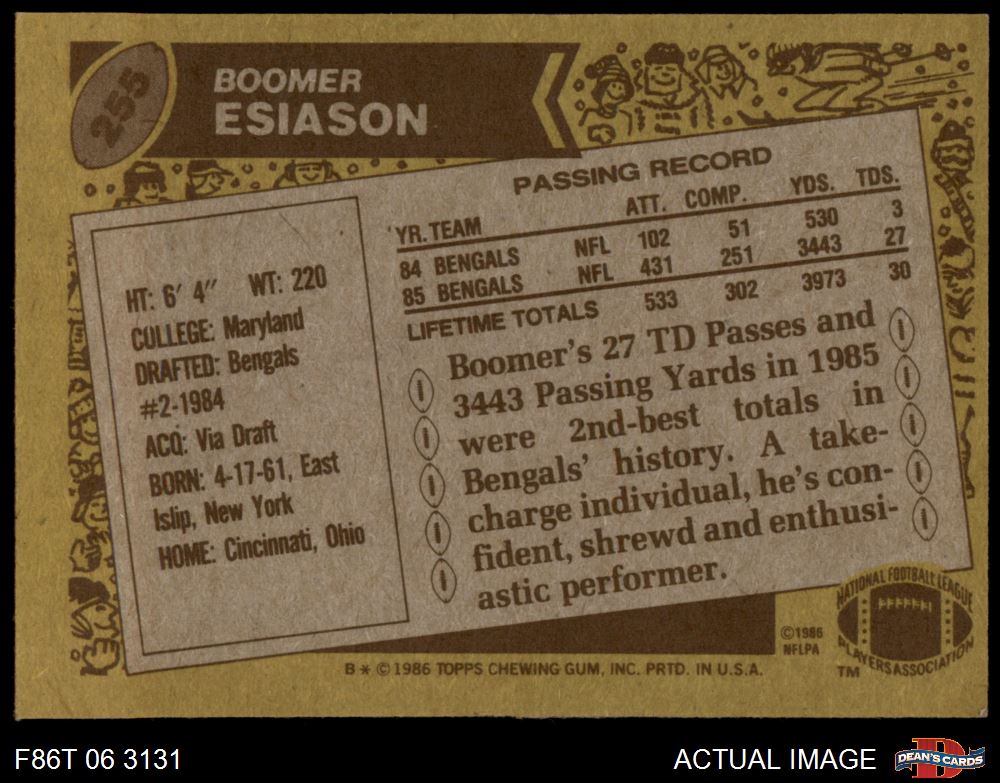 255
BOOMER
ESIASON
PASSING RECORD
YR. TEAM ATT. COMP. YDS. TDS.
84 BENGALS NFL 102 51 530 3
85 BENGALS NFL 431 251 3443 27
LIFETIME TOTALS 533 302 3973 30
HT: 6' 4" WT: 220
COLLEGE: Maryland
DRAFTED: Bengals
#2-1984
ACQ: Via Draft
BORN: 4-17-61, East
Islip, New York
HOME: Cincinnati, Ohio
Boomer's 27 TD Passes and
3443 Passing Yards in 1985
were 2nd-best totals in
Bengals' history. A take-
charge individual, he's con-
fident, shrewd and enthusi-
astic performer.
©1986
NFLPA
NATIONAL FOOTBALL LEAGUE
PLAYERS ASSOCIATION
TM
B * © 1986 TOPPS CHEWING GUM, INC. PRTD. IN U.S.A.
F86T 06 3131
ACTUAL IMAGE
D
DEAN'S CARDS